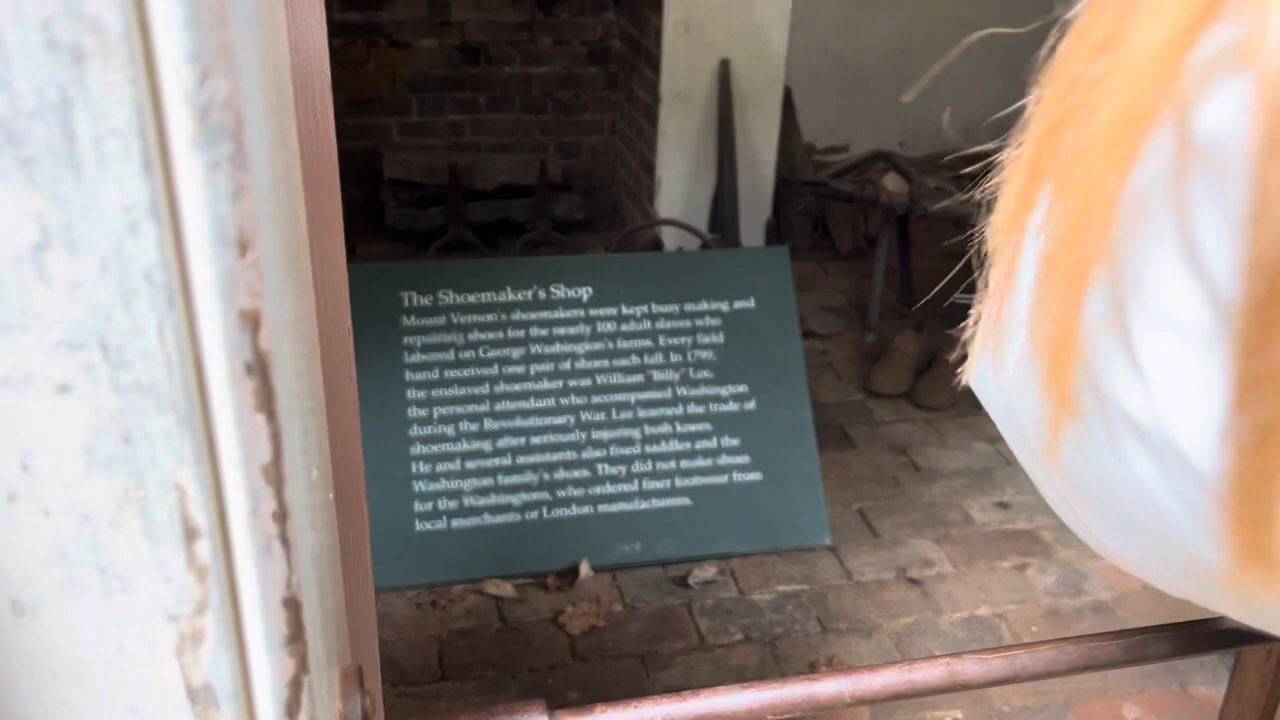 The Shoemaker's Shop
Mount Vernon's shoemakers were kept busy making and
repairing shoes for the nearly 100 adult slaves who
labored on George Washington's farms. Every field
hand received one pair of shoes each fall. In 1799,
the enslaved shoemaker was William "Billy" Lee,
the personal attendant who accompanied Washington
during the Revolutionary War. Lee learned the trade of
shoemaking after seriously injuring both knees.
He and several assistants also fixed saddles and the
Washington family's shoes. They did not make shoes
for the Washingtons, who ordered finer footwear from
local merchants or London manufacturers.